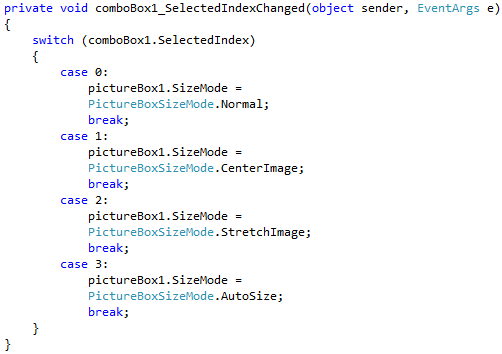 private void comboBox1_SelectedIndexChanged(object sender, EventArgs e)
{
    switch (comboBox1.SelectedIndex)
    {
        case 0:
            pictureBox1.SizeMode =
            PictureBoxSizeMode.Normal;
            break;
        case 1:
            pictureBox1.SizeMode =
            PictureBoxSizeMode.CenterImage;
            break;
        case 2:
            pictureBox1.SizeMode =
            PictureBoxSizeMode.StretchImage;
            break;
        case 3:
            pictureBox1.SizeMode =
            PictureBoxSizeMode.AutoSize;
            break;
    }
}